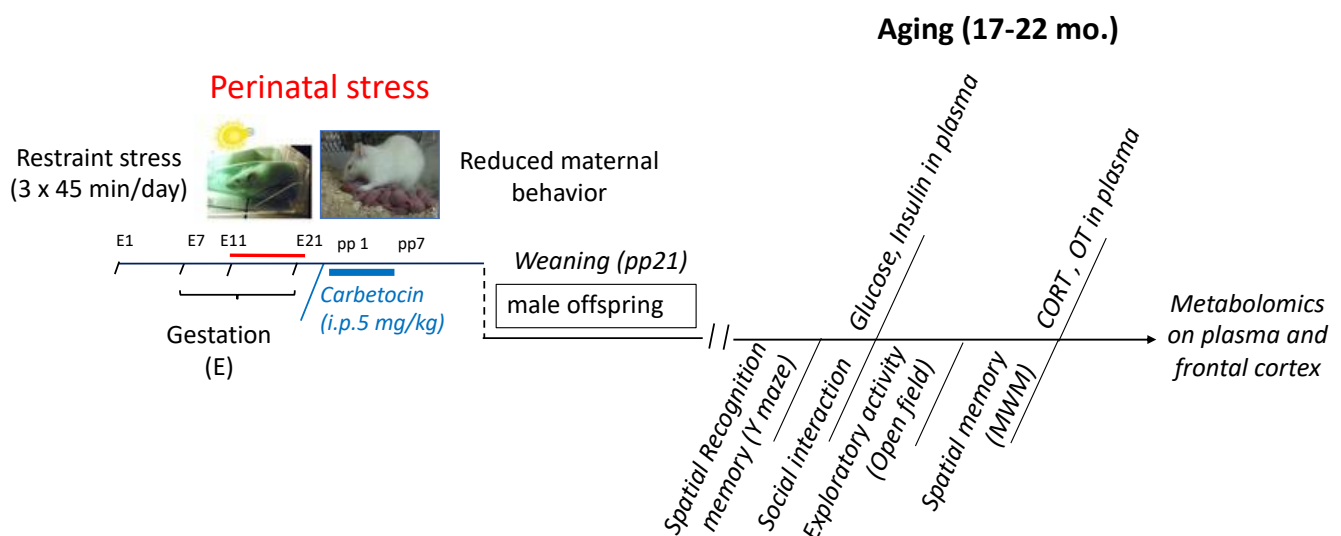 Aging (17-22 mo.)
Perinatal stress
Restraint stress
(3 x 45 min/day)
Reduced maternal
behavior
E1
E7
E11
E21
pp 1
pp7
Carbetocin
(i.p.5 mg/kg)
Gestation
(E)
Weaning (pp21)
male offspring
Spatial Recognition
memory (Y maze)
Social interaction
Glucose, Insulin in plasma
Exploratory activity
(Open field)
Spatial memory
(MWM)
CORT , OT in plasma
Metabolomics
on plasma and
frontal cortex